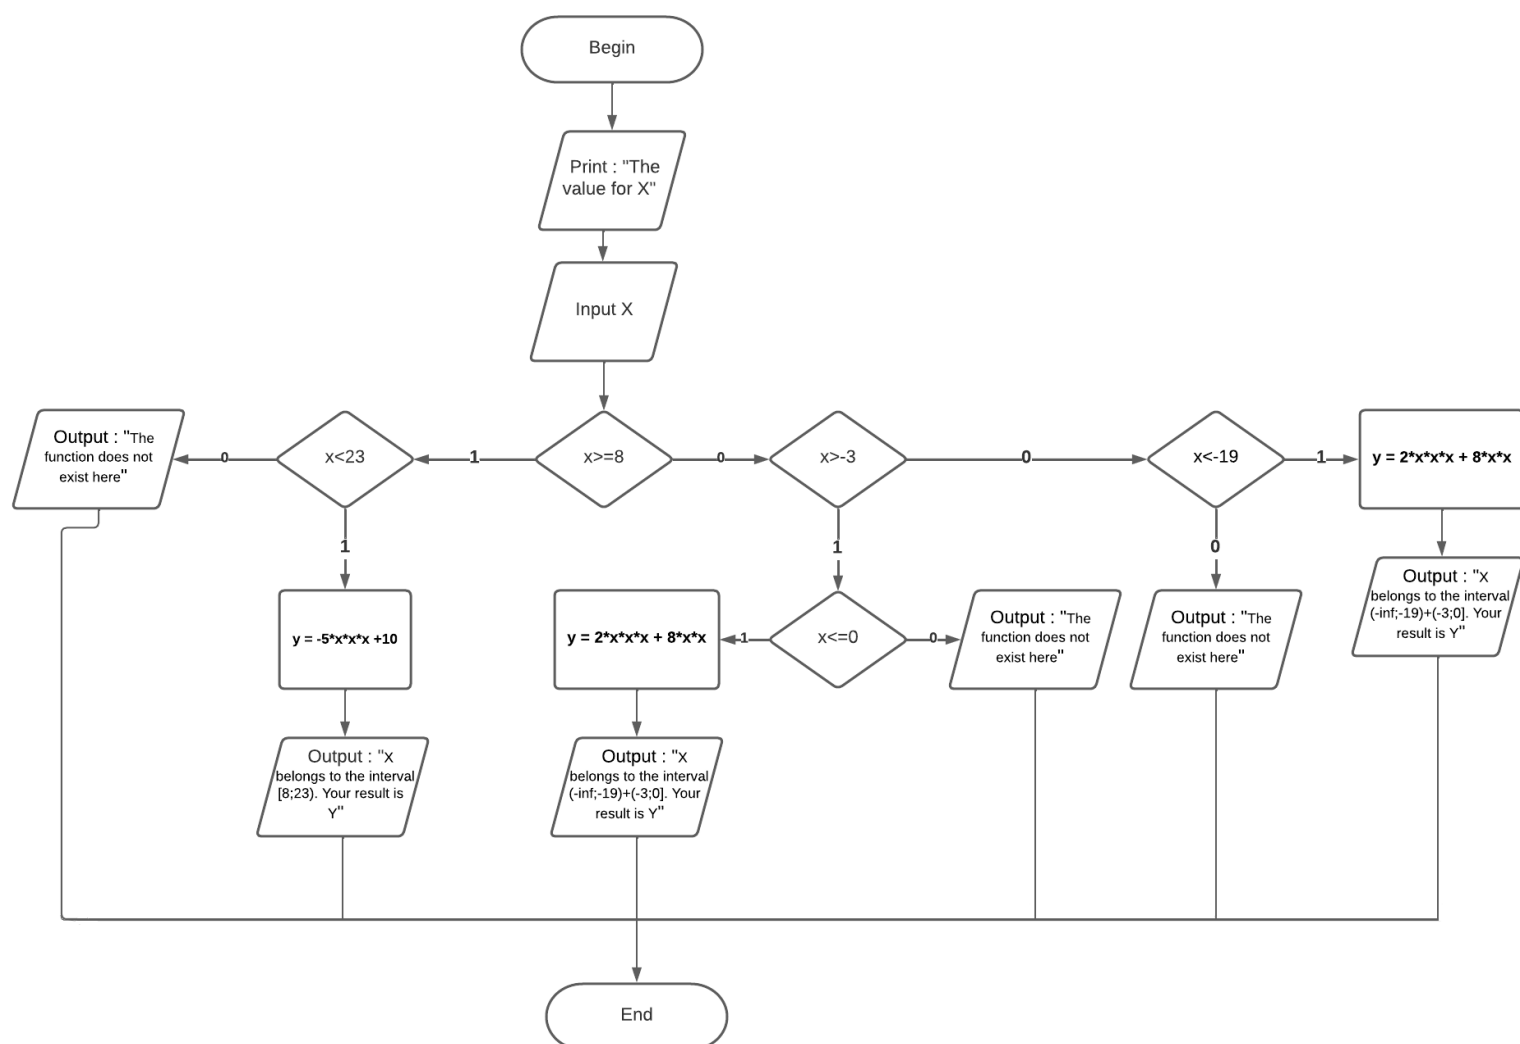 Begin
Print : "The
value for X"
Input X
Output : "The
function does not
exist here"
0
x<23
1
x>=8
0
x>-3
0
x<-19
1
y = 2*x*x*x + 8*x*x
1
1
0
Output : "x
belongs to the interval
(-inf;-19)+(-3;0]. Your
result is Y"
y = -5*x*x*x +10
y = 2*x*x*x + 8*x*x
1
x<=0
0
Output : "The
function does not
exist here"
Output : "The
function does not
exist here"
Output : "x
belongs to the interval
[8;23). Your result is
Y"
Output : "x
belongs to the interval
(-inf;-19)+(-3;0]. Your
result is Y"
End